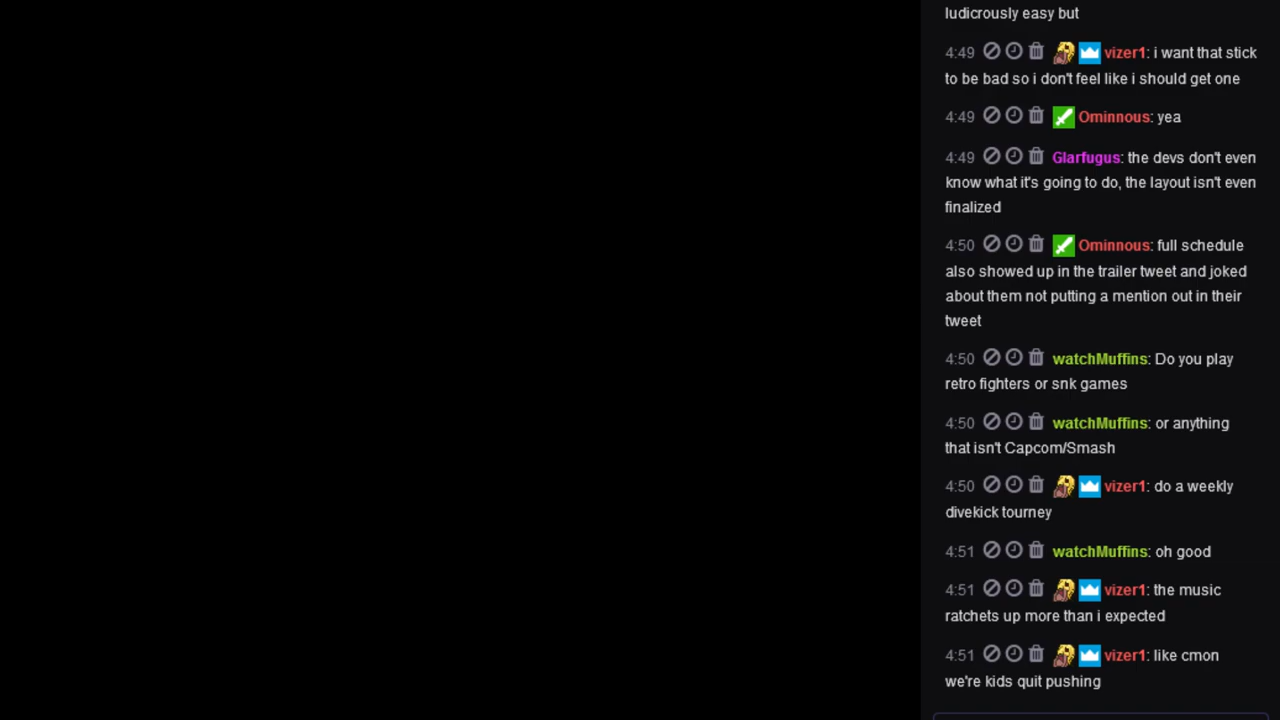 ludicrously easy but
4:49 vizer1: i want that stick
to be bad so i don't feel like i should get one
4:49 Ominnous: yea
4:49 Glarfugus: the devs don't even
know what it's going to do, the layout isn't even
finalized
4:50 Ominnous: full schedule
also showed up in the trailer tweet and joked
about them not putting a mention out in their
tweet
4:50 watchMuffins: Do you play
retro fighters or snk games
4:50 watchMuffins: or anything
that isn't Capcom/Smash
4:50 vizer1: do a weekly
divekick tourney
4:51 watchMuffins: oh good
4:51 vizer1: the music
ratchets up more than i expected
4:51 vizer1: like cmon
we're kids quit pushing